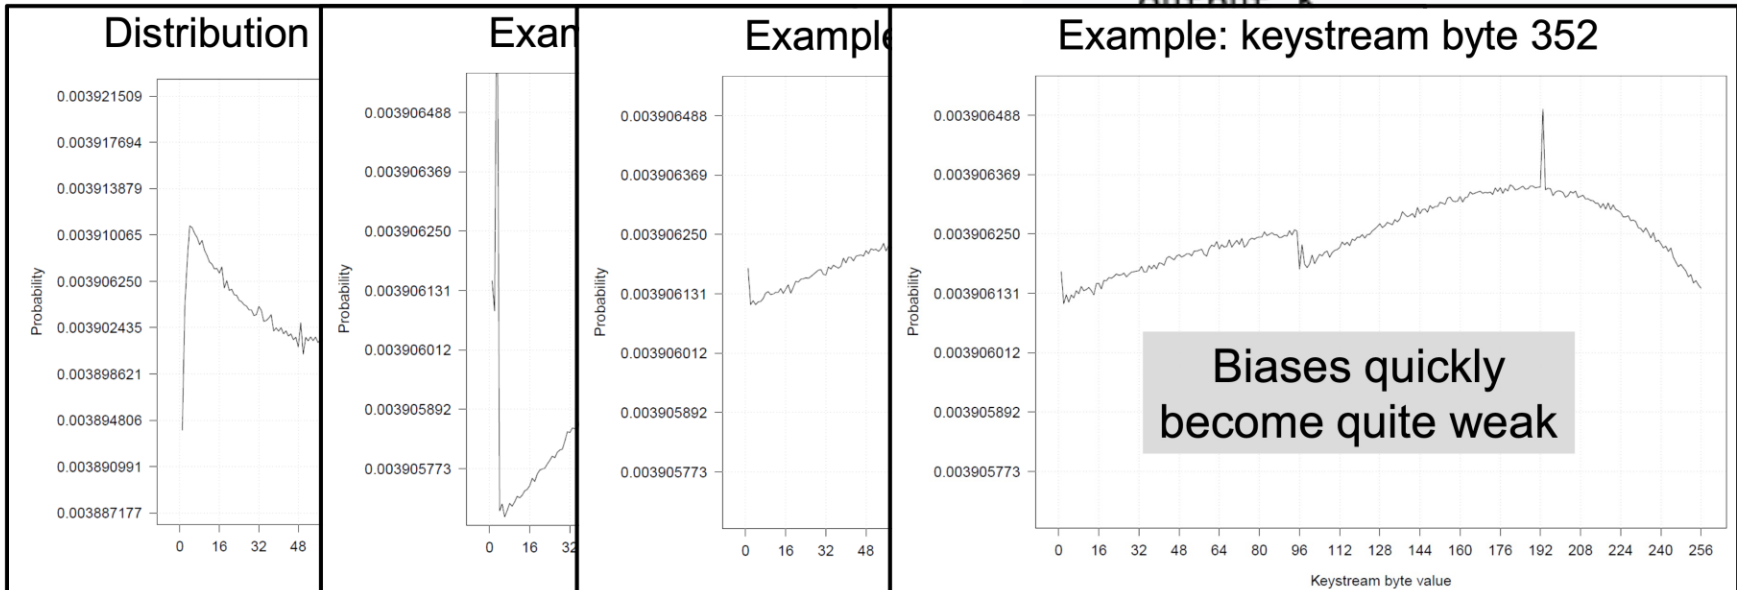 Distribution
0.003921509
0.003917694
0.003913879
0.003910065
0.003906250
0.003902435
0.003898621
0.003894806
0.003890991
0.003887177
Probability
0 16 32 48
Exan
0.003906488
0.003906369
0.003906250
0.003906131
0.003906012
0.003905892
0.003905773
Probability
0 16 32
Example
0.003906488
0.003906369
0.003906250
0.003906131
0.003906012
0.003905892
0.003905773
Probability
0 16 32 48
Example: keystream byte 352
0.003906488
0.003906369
0.003906250
0.003906131
0.003906012
0.003905892
0.003905773
Probability
Biases quickly
become quite weak
0 16 32 48 64 80 96 112 128 144 160 176 192 208 224 240 256
Keystream byte value